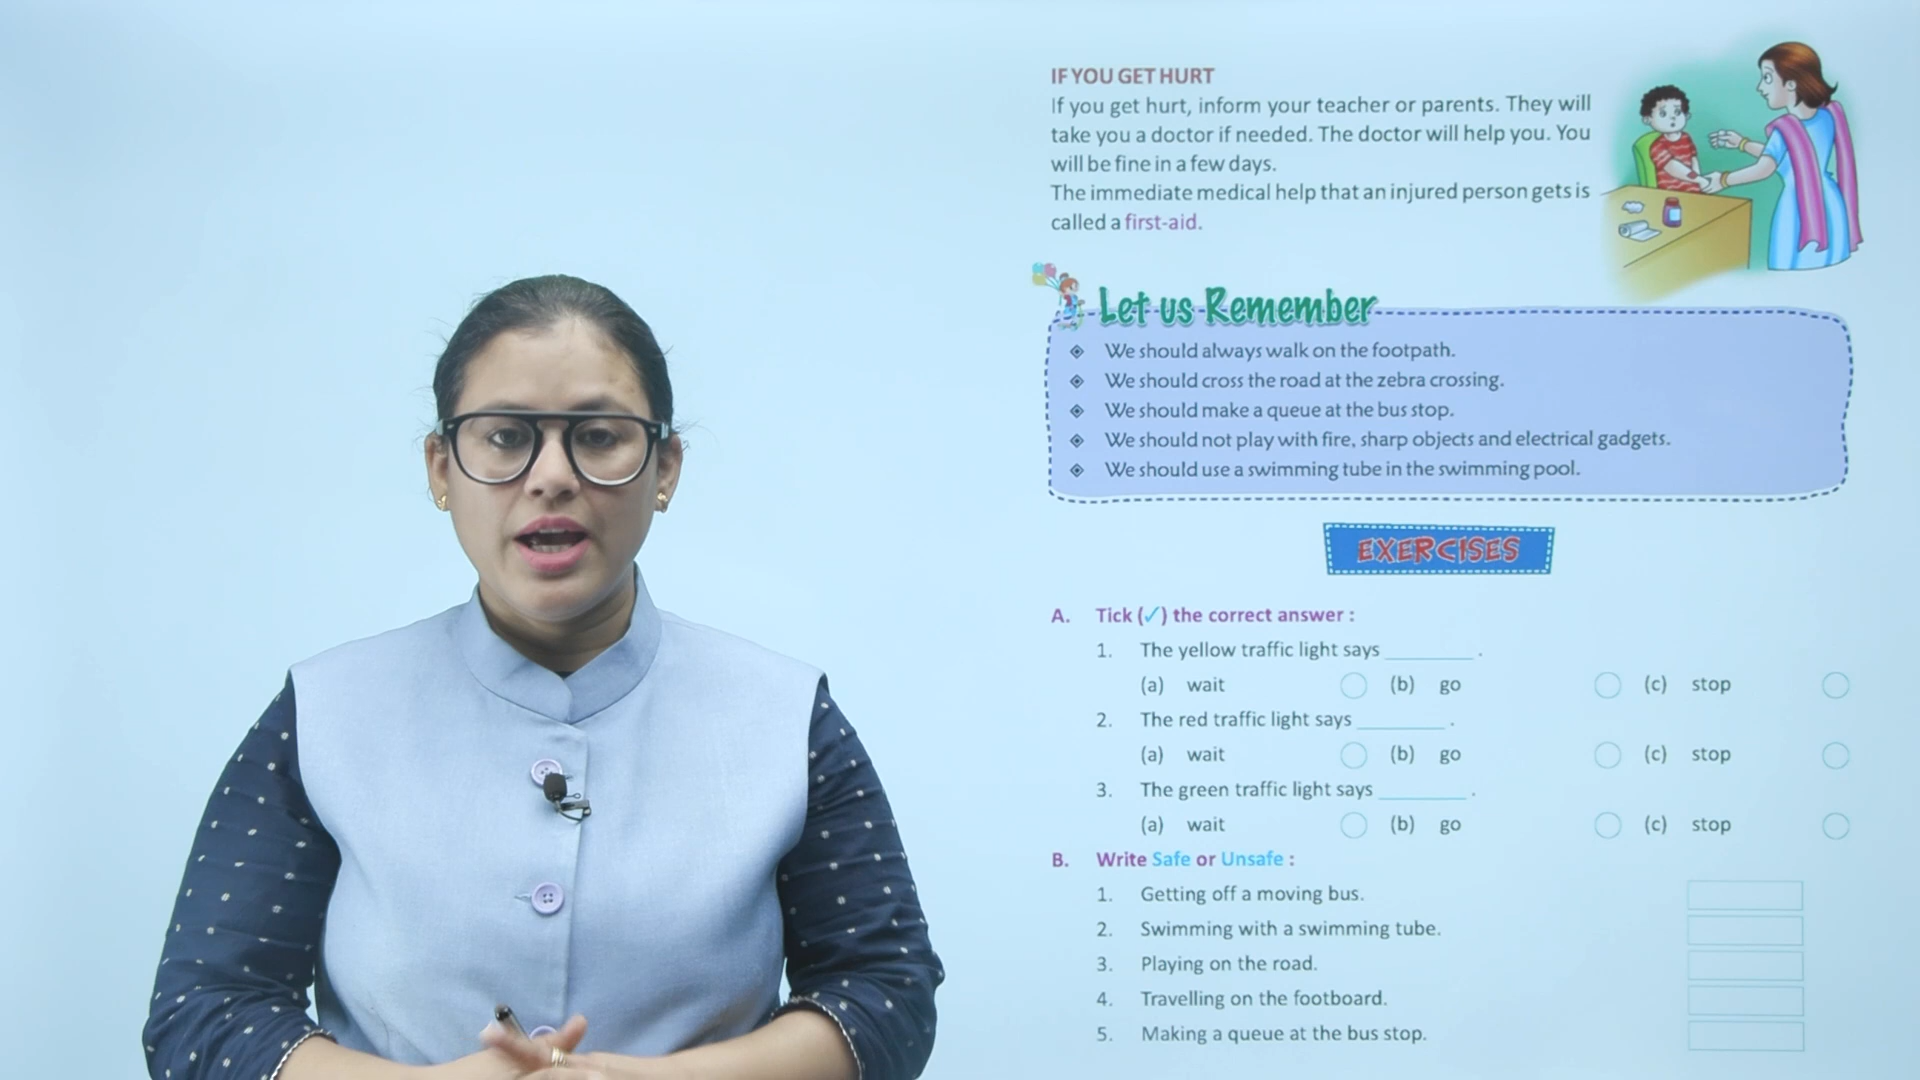 IF YOU GET HURT
If you get hurt, inform your teacher or parents. They will
take you a doctor if needed. The doctor will help you. You
will be fine in a few days.
The immediate medical help that an injured person gets is
called a first-aid.
Let us Remember
We should always walk on the footpath.
We should cross the road at the zebra crossing.
We should make a queue at the bus stop.
We should not play with fire, sharp objects and electrical gadgets.
We should use a swimming tube in the swimming pool.
EXERCISES
A. Tick (✓) the correct answer :
1. The yellow traffic light says ________ .
(a) wait (b) go (c) stop
2. The red traffic light says ________ .
(a) wait (b) go (c) stop
3. The green traffic light says ________ .
(a) wait (b) go (c) stop
B. Write Safe or Unsafe :
1. Getting off a moving bus.
2. Swimming with a swimming tube.
3. Playing on the road.
4. Travelling on the footboard.
5. Making a queue at the bus stop.